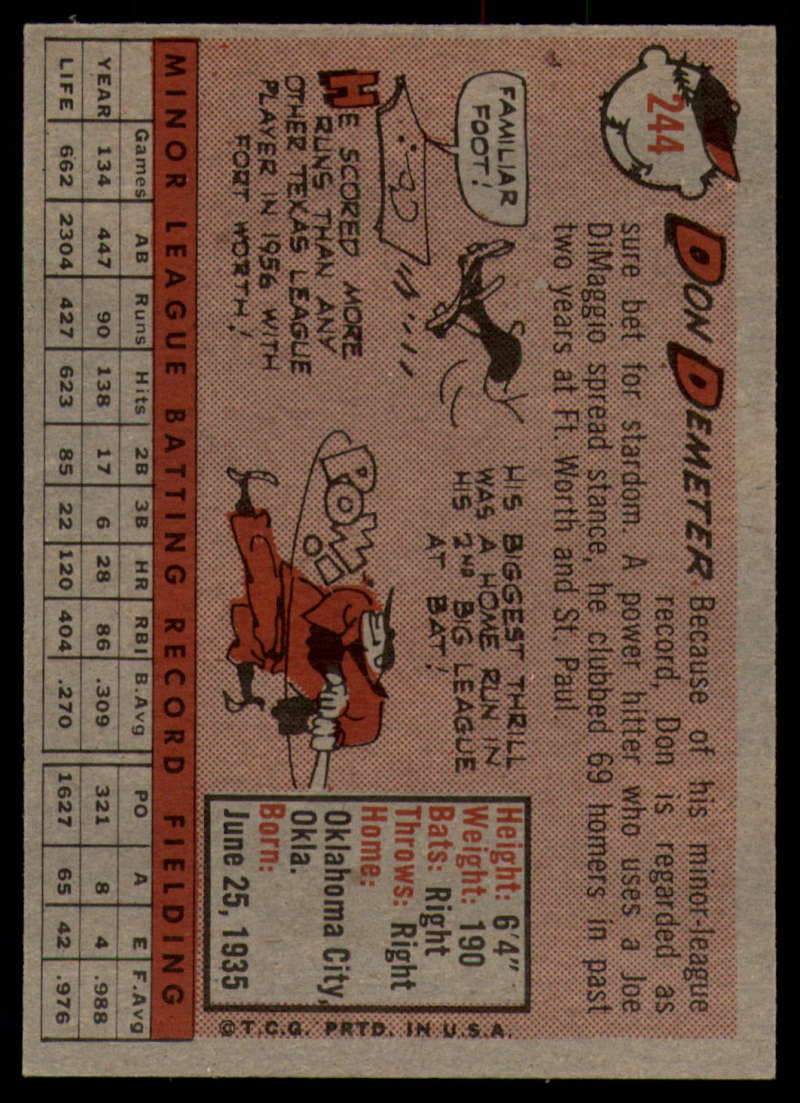 244
DON DEMETER Because of his minor-league
record, Don is regarded as
sure bet for stardom. A power hitter who uses a Joe
DiMaggio spread stance, he clubbed 69 homers in past
two years at Ft. Worth and St. Paul.
FAMILIAR
FOOT!
HE SCORED MORE
RUNS THAN ANY
OTHER TEXAS LEAGUE
PLAYER IN 1956 WITH
FORT WORTH!
HIS BIGGEST THRILL
WAS A HOME RUN IN
HIS 2ND BIG LEAGUE
AT BAT!
POW!
Height: 6'4"
Weight: 190
Bats: Right
Throws: Right
Home:
Oklahoma City,
Okla.
Born:
June 25, 1935
©T.C.G. PRTD. IN U.S.A.
MINOR LEAGUE BATTING RECORD FIELDING
Games AB Runs Hits 2B 3B HR RBI B.Avg PO A E F.Avg
YEAR 134 447 90 138 17 6 28 86 .309 321 8 4 .988
LIFE 662 2304 427 623 85 22 120 404 .270 1627 65 42 .976